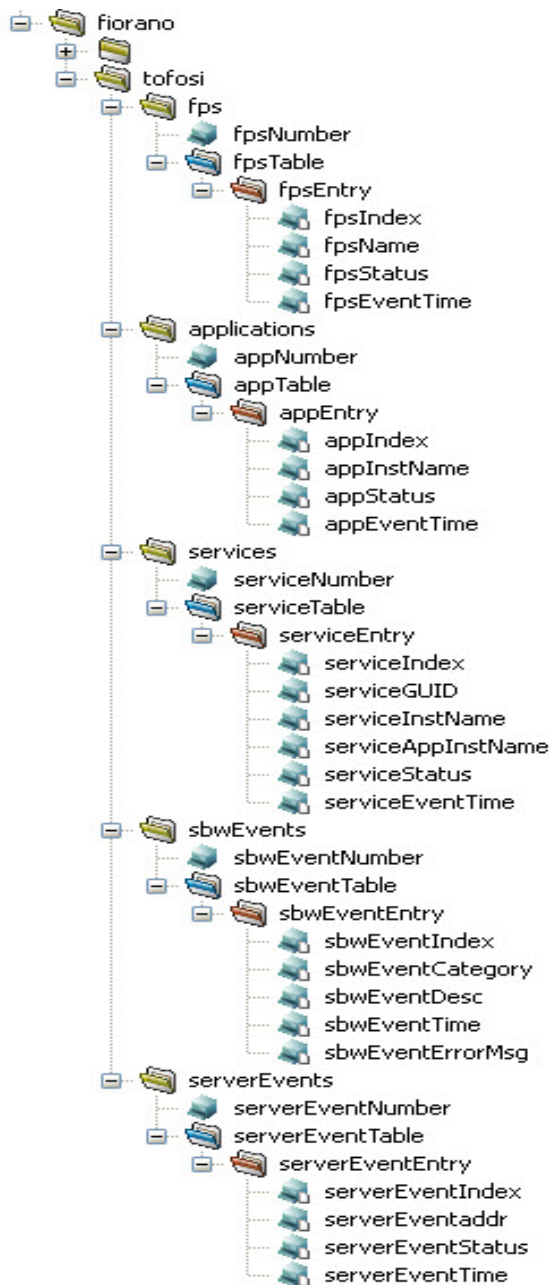 fiorano
tofosi
fps
fpsNumber
fpsTable
fpsEntry
fpsIndex
fpsName
fpsStatus
fpsEventTime
applications
appNumber
appTable
appEntry
appIndex
appInstName
appStatus
appEventTime
services
serviceNumber
serviceTable
serviceEntry
serviceIndex
serviceGUID
serviceInstName
serviceAppInstName
serviceStatus
serviceEventTime
sbwEvents
sbwEventNumber
sbwEventTable
sbwEventEntry
sbwEventIndex
sbwEventCategory
sbwEventDesc
sbwEventTime
sbwEventErrorMsg
serverEvents
serverEventNumber
serverEventTable
serverEventEntry
serverEventIndex
serverEventaddr
serverEventStatus
serverEventTime